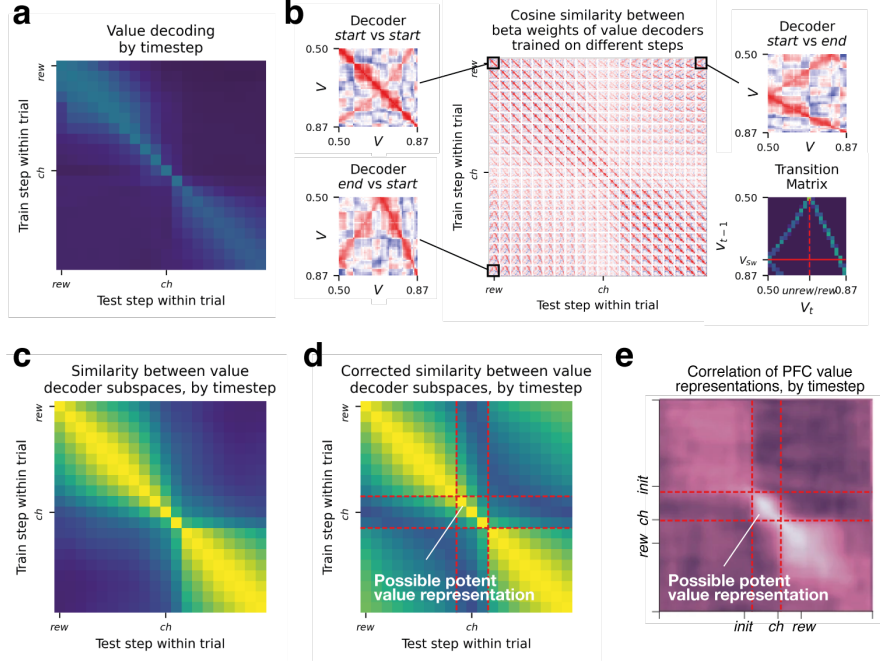 a
Value decoding
by timestep
rew
ch
Train step within trial
rew
ch
Test step within trial
b
Decoder
start vs start
0.50
V
0.87
0.50
V
0.87
Decoder
end vs start
0.50
V
0.87
0.50
V
0.87
Cosine similarity between
beta weights of value decoders
trained on different steps
rew
ch
Train step within trial
rew
ch
Test step within trial
Decoder
start vs end
0.50
V
0.87
0.50
V
0.87
Transition
Matrix
0.50
Vt−1
VSw
0.87
0.50 unrew/rew 0.87
Vt
c
Similarity between value
decoder subspaces, by timestep
rew
ch
Train step within trial
rew
ch
Test step within trial
d
Corrected similarity between value
decoder subspaces, by timestep
rew
ch
Train step within trial
Possible potent
value representation
rew
ch
Test step within trial
e
Correlation of PFC value
representations, by timestep
init
ch
rew
Possible potent
value representation
init ch rew